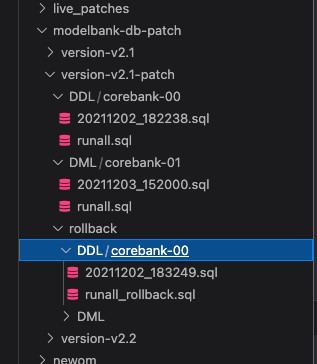 live_patches
modelbank-db-patch
version-v2.1
version-v2.1-patch
DDL/corebank-00
20211202_182238.sql
runall.sql
DML/corebank-01
20211203_152000.sql
runall.sql
rollback
DDL/corebank-00
20211202_183249.sql
runall_rollback.sql
DML
version-v2.2
newom